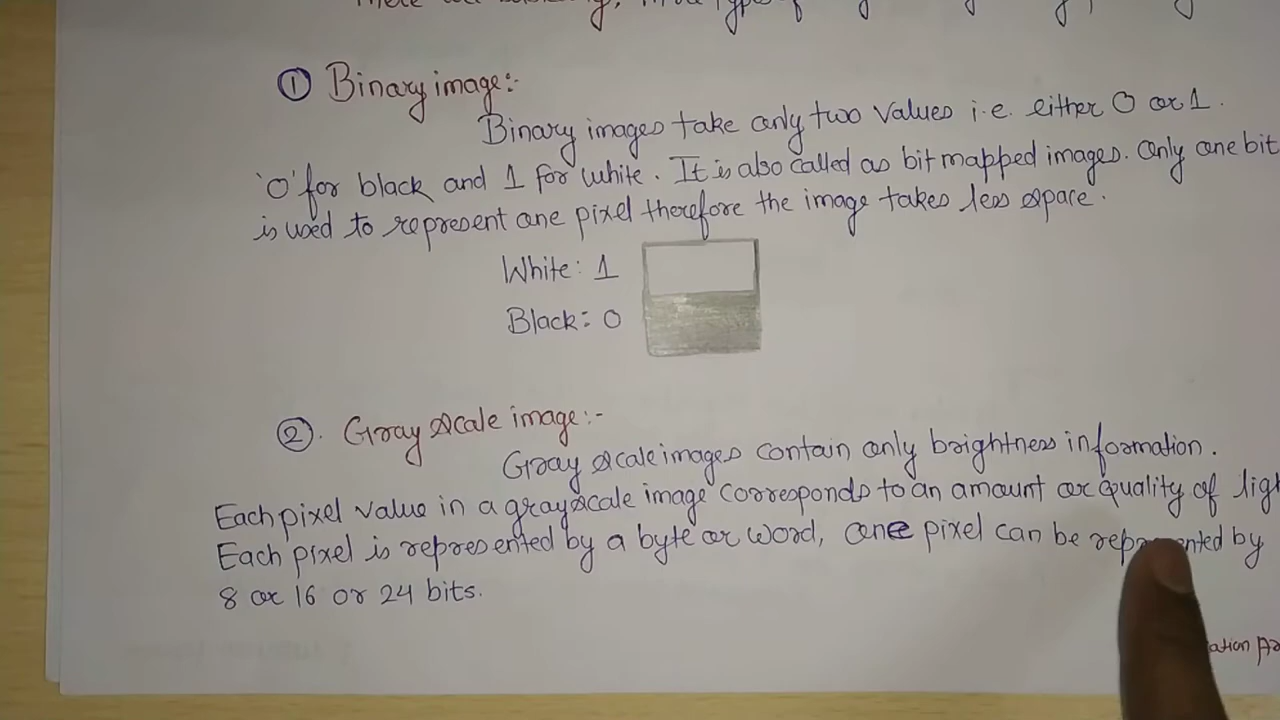 ① Binary image:-
Binary images take only two values i.e. either 0 or 1.
'0' for black and 1 for white. It is also called as bit mapped images. Only one bit
is used to represent one pixel therefore the image takes less space.
White: 1
Black: 0
②. Gray scale image:-
Gray scale images contain only brightness information.
Each pixel value in a grayscale image corresponds to an amount or quality of
Each pixel is represented by a byte or word, one pixel can be represented by
8 or 16 or 24 bits.